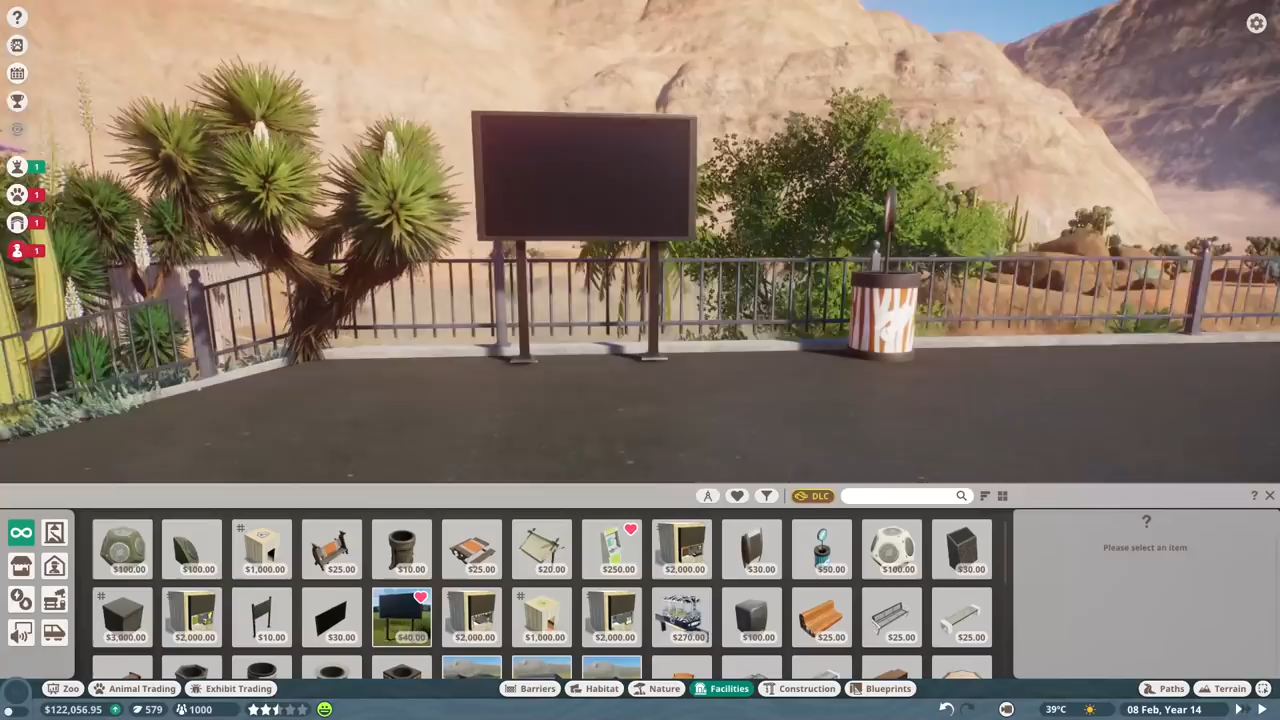 ?
1
1
1
1
DLC
?
$100.00 $100.00 $1,000.00 $25.00 $10.00 $25.00 $20.00 $250.00 $2,000.00 $30.00 $50.00 $100.00 $30.00
?
Please select an item
$3,000.00 $2,000.00 $10.00 $30.00 $40.00 $2,000.00 $1,000.00 $2,000.00 $270.00 $100.00 $25.00 $25.00 $25.00
Zoo Animal Trading Exhibit Trading Barriers Habitat Nature Facilities Construction Blueprints Paths Terrain
$122,056.95 579 1000 39°C 08 Feb, Year 14